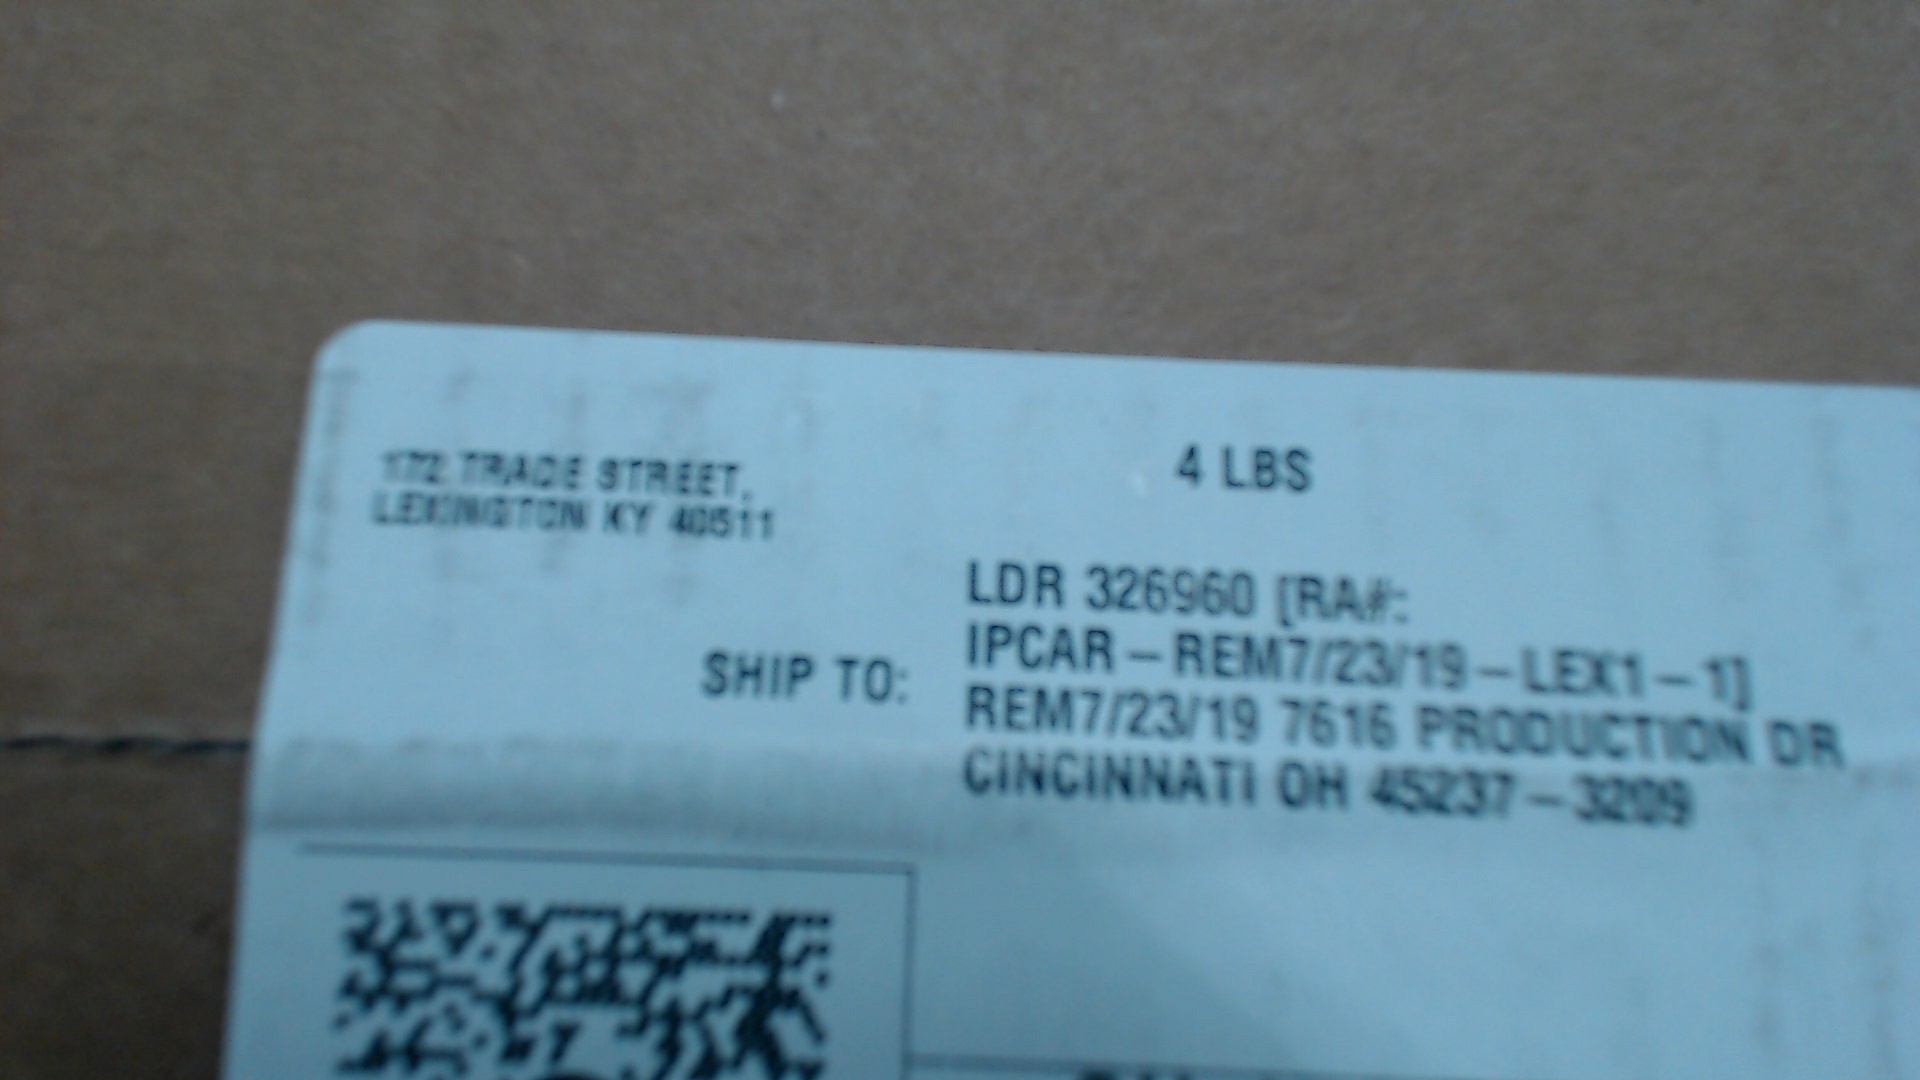 172 TRADE STREET,
LEXINGTON KY 40511
4 LBS
SHIP TO:
LDR 326960 [RA#:
IPCAR-REM7/23/19-LEX1-1]
REM7/23/19 7616 PRODUCTION DR
CINCINNATI OH 45237-3209